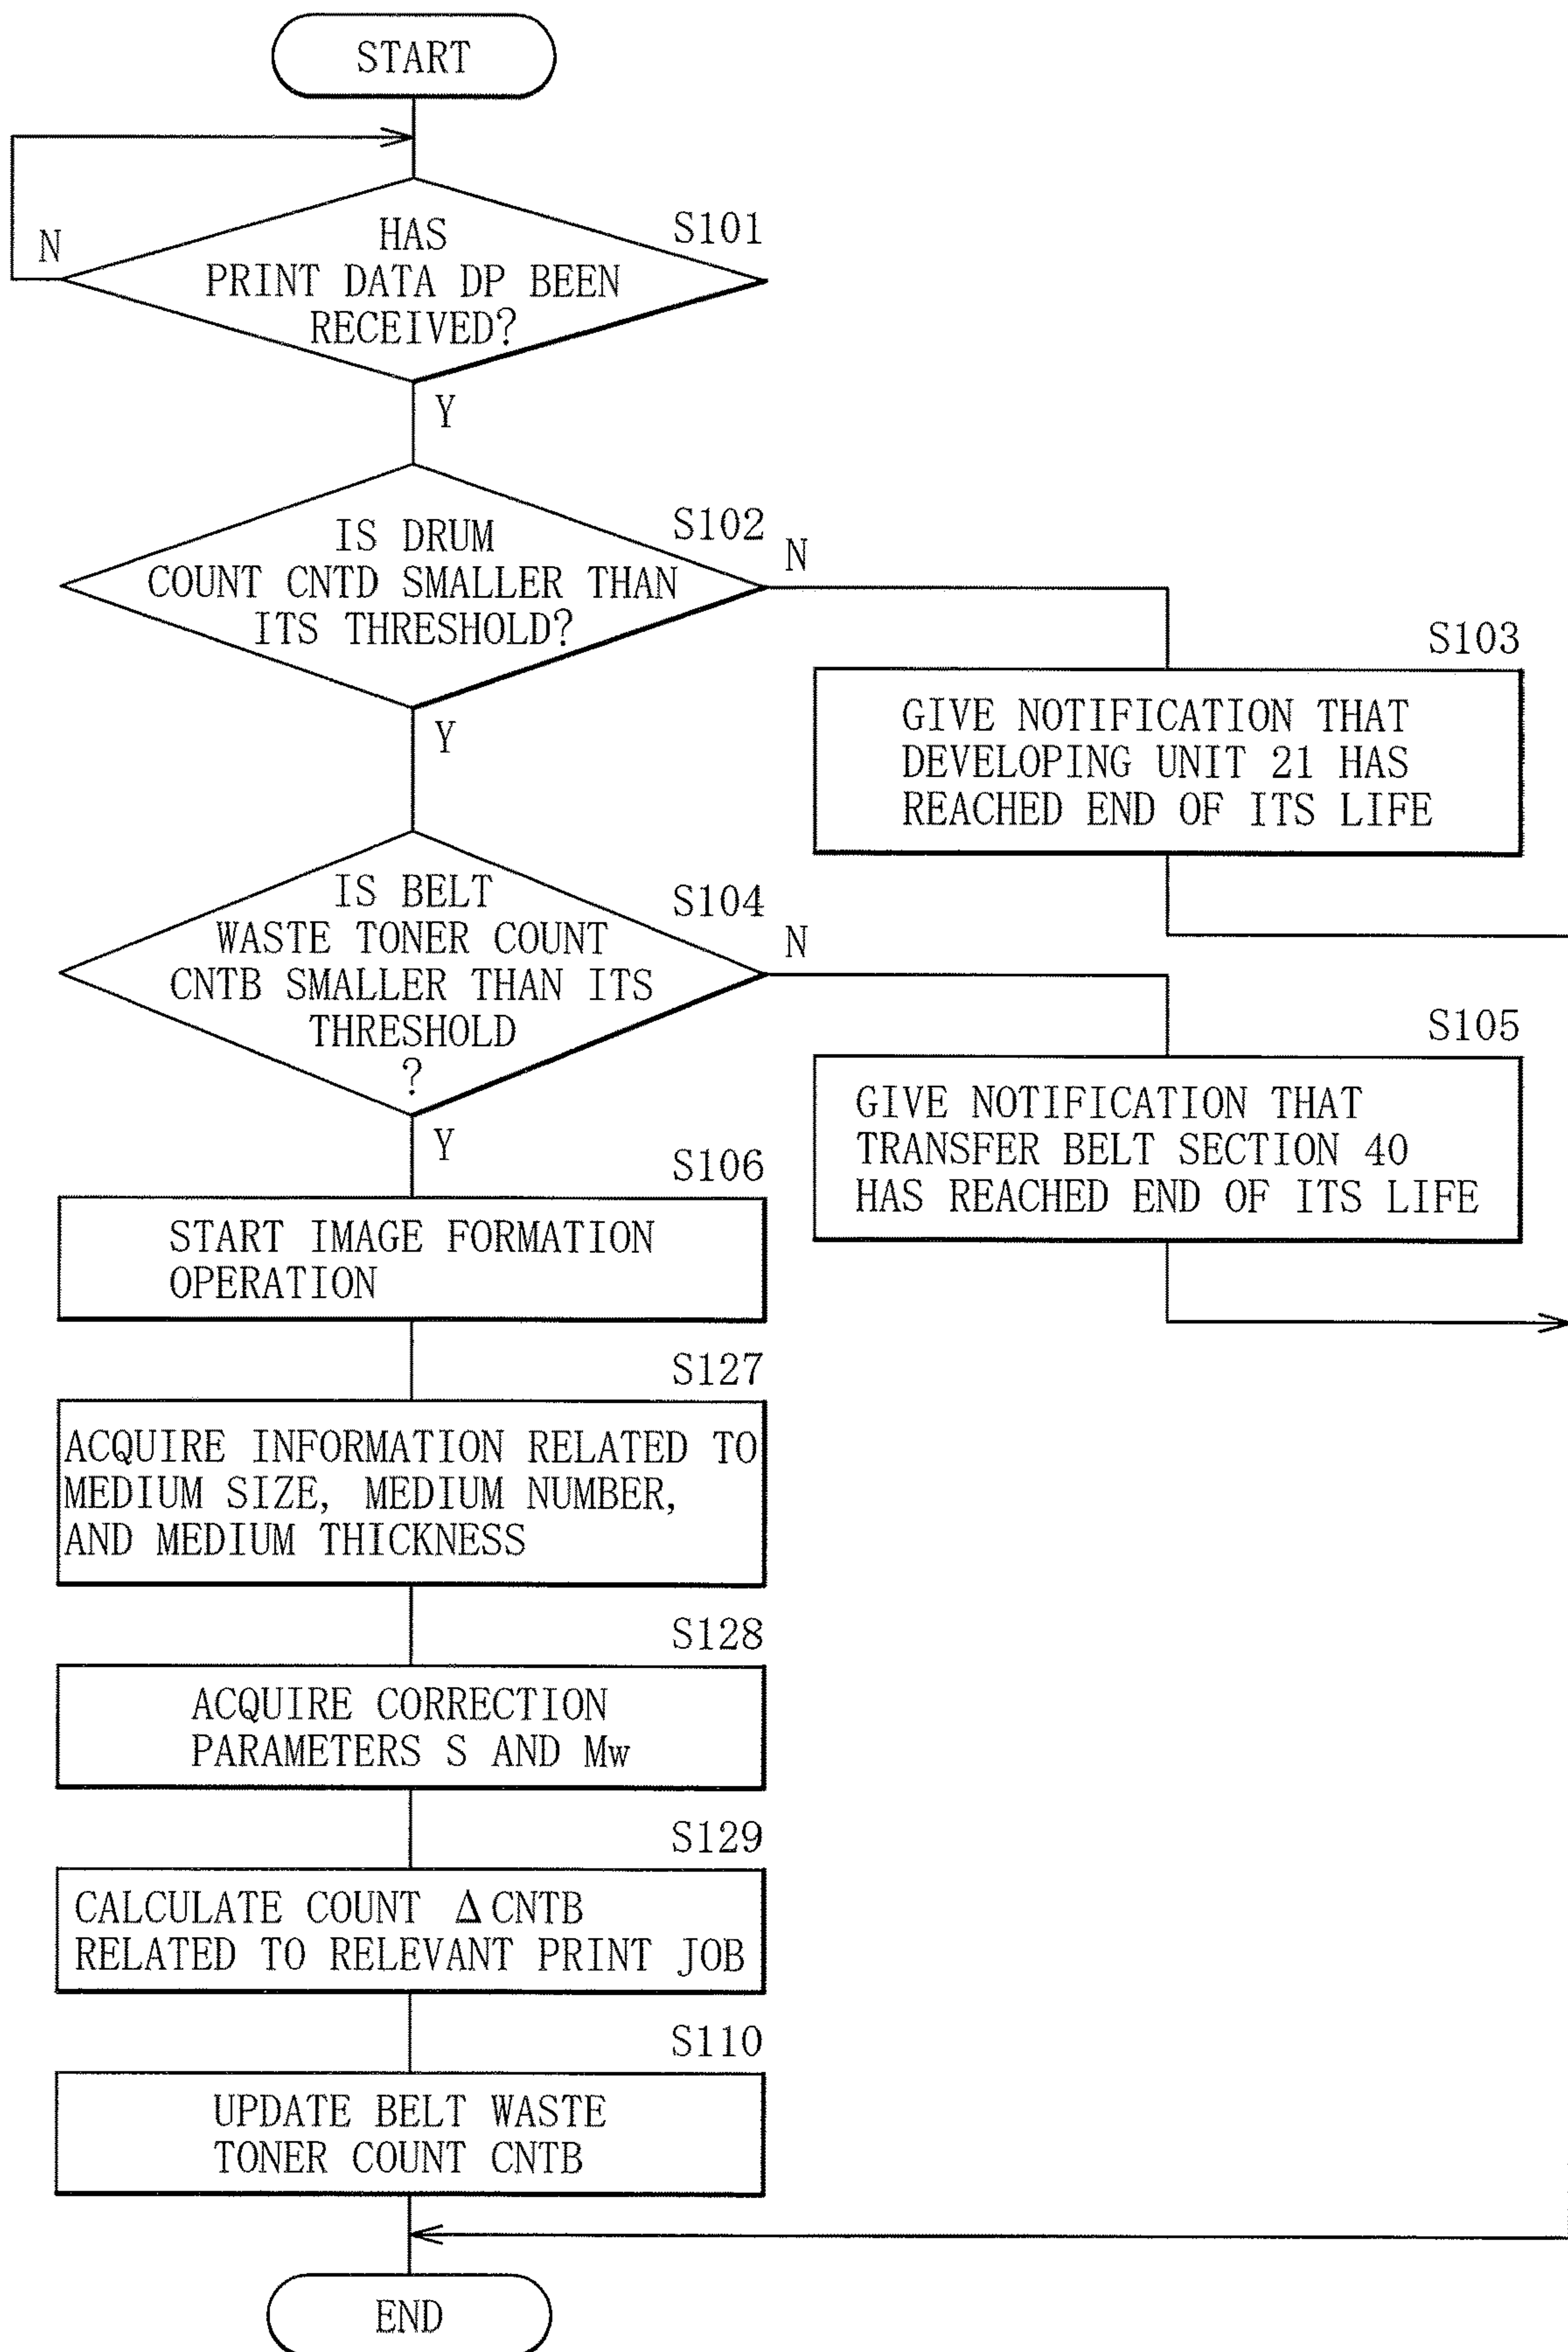 START
S101
HAS
PRINT DATA DP BEEN
RECEIVED?
N
Y
S102
IS DRUM
COUNT CNTD SMALLER THAN
ITS THRESHOLD?
N
Y
S103
GIVE NOTIFICATION THAT
DEVELOPING UNIT 21 HAS
REACHED END OF ITS LIFE
S104
IS BELT
WASTE TONER COUNT
CNTB SMALLER THAN ITS
THRESHOLD
?
N
Y
S105
GIVE NOTIFICATION THAT
TRANSFER BELT SECTION 40
HAS REACHED END OF ITS LIFE
S106
START IMAGE FORMATION
OPERATION
S127
ACQUIRE INFORMATION RELATED TO
MEDIUM SIZE, MEDIUM NUMBER,
AND MEDIUM THICKNESS
S128
ACQUIRE CORRECTION
PARAMETERS S AND Mw
S129
CALCULATE COUNT ΔCNTB
RELATED TO RELEVANT PRINT JOB
S110
UPDATE BELT WASTE
TONER COUNT CNTB
END